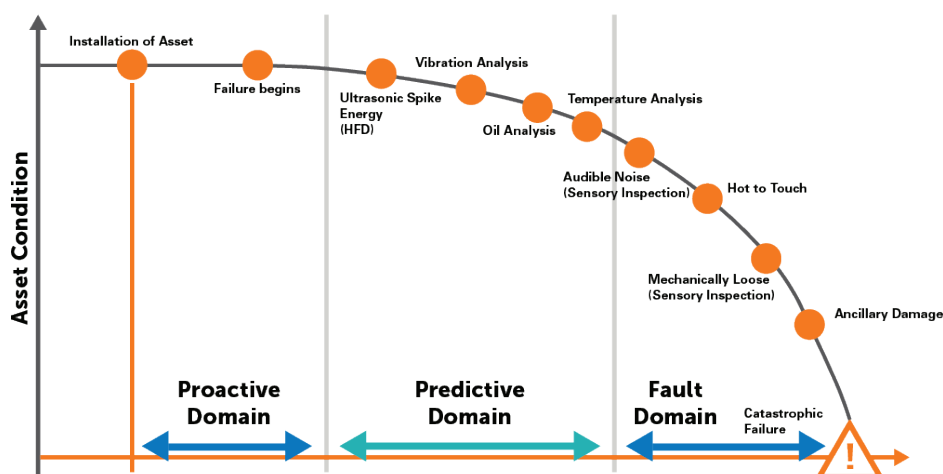 Installation of Asset
Failure begins
Vibration Analysis
Ultrasonic Spike
Energy
(HFD)
Oil Analysis
Temperature Analysis
Audible Noise
(Sensory Inspection)
Hot to Touch
Mechanically Loose
(Sensory Inspection)
Ancillary Damage
Asset Condition
Proactive
Domain
Predictive
Domain
Fault
Domain
Catastrophic
Failure
!